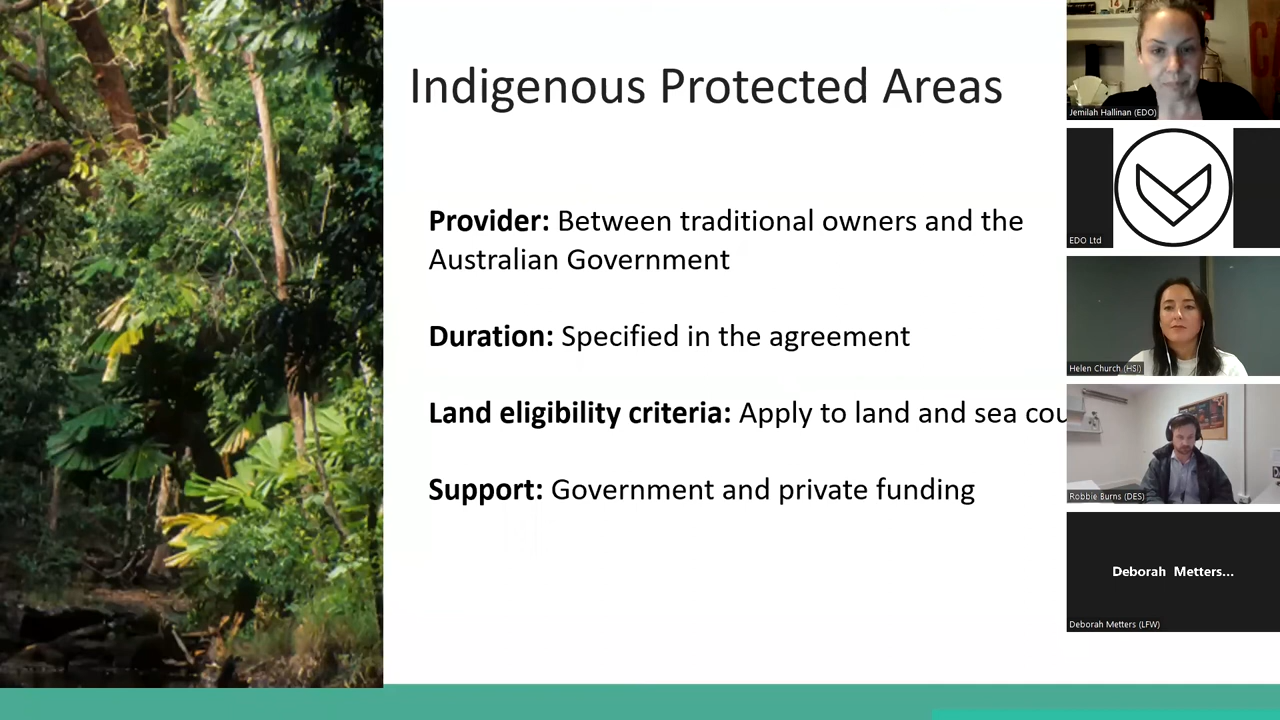 Indigenous Protected Areas
Provider: Between traditional owners and the
Australian Government
Duration: Specified in the agreement
Land eligibility criteria: Apply to land and sea cou
Support: Government and private funding
Jemilah Hallinan (EDO)
EDO Ltd
Helen Church (HSI)
Robbie Burns (DES)
Deborah Metters...
Deborah Metters (LFW)